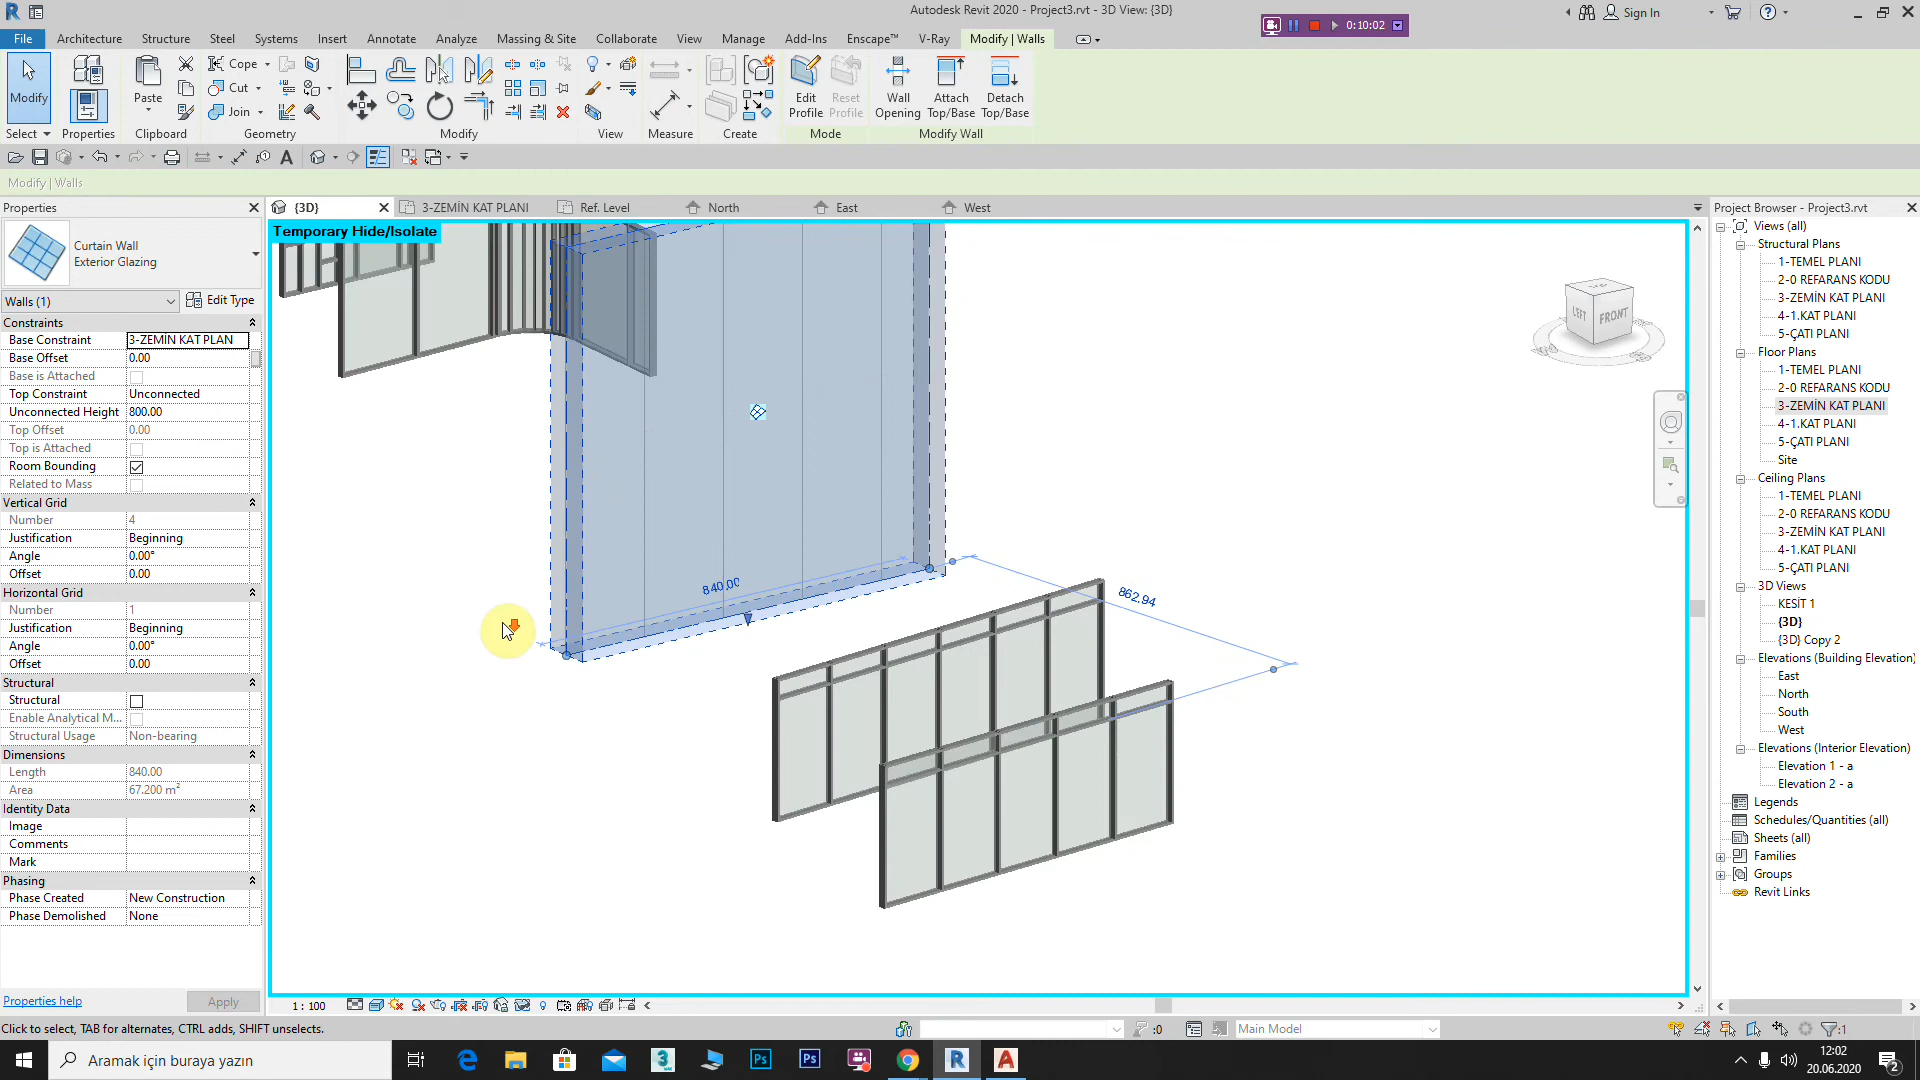 Autodesk Revit 2020 - Project3.rvt - 3D View: {3D}
Sign In
0:10:02
File Architecture Structure Steel Systems Insert Annotate Analyze Massing & Site Collaborate View Manage Add-Ins Enscape™ V-Ray Modify | Walls
Modify
Paste
Cope
Cut
Join
Edit Profile
Reset Profile
Wall Opening
Attach Top/Base
Detach Top/Base
Select Properties Clipboard Geometry Modify View Measure Create Mode Modify Wall
Modify | Walls
Properties
{3D} 3-ZEMİN KAT PLANI Ref. Level North East West
Project Browser - Project3.rvt
Temporary Hide/Isolate
Curtain Wall
Exterior Glazing
Walls (1) Edit Type
Constraints
Base Constraint 3-ZEMİN KAT PLAN
Base Offset 0.00
Base is Attached
Top Constraint Unconnected
Unconnected Height 800.00
Top Offset 0.00
Top is Attached
Room Bounding
Related to Mass
Vertical Grid
Number 4
Justification Beginning
Angle 0.00°
Offset 0.00
Horizontal Grid
Number 1
Justification Beginning
Angle 0.00°
Offset 0.00
Structural
Structural
Enable Analytical M...
Structural Usage Non-bearing
Dimensions
Length 840.00
Area 67.200 m²
Identity Data
Image
Comments
Mark
Phasing
Phase Created New Construction
Phase Demolished None
Properties help Apply
840.00
862.94
LEFT FRONT
Views (all)
Structural Plans
1-TEMEL PLANI
2-0 REFARANS KODU
3-ZEMİN KAT PLANI
4-1.KAT PLANI
5-ÇATI PLANI
Floor Plans
1-TEMEL PLANI
2-0 REFARANS KODU
3-ZEMİN KAT PLANI
4-1.KAT PLANI
5-ÇATI PLANI
Site
Ceiling Plans
1-TEMEL PLANI
2-0 REFARANS KODU
3-ZEMİN KAT PLANI
4-1.KAT PLANI
5-ÇATI PLANI
3D Views
KESİT 1
{3D}
{3D} Copy 2
Elevations (Building Elevation)
East
North
South
West
Elevations (Interior Elevation)
Elevation 1 - a
Elevation 2 - a
Legends
Schedules/Quantities (all)
Sheets (all)
Families
Groups
Revit Links
1 : 100
Click to select, TAB for alternates, CTRL adds, SHIFT unselects.
:0
Main Model
:1
Aramak için buraya yazın
12:02
20.06.2020
2